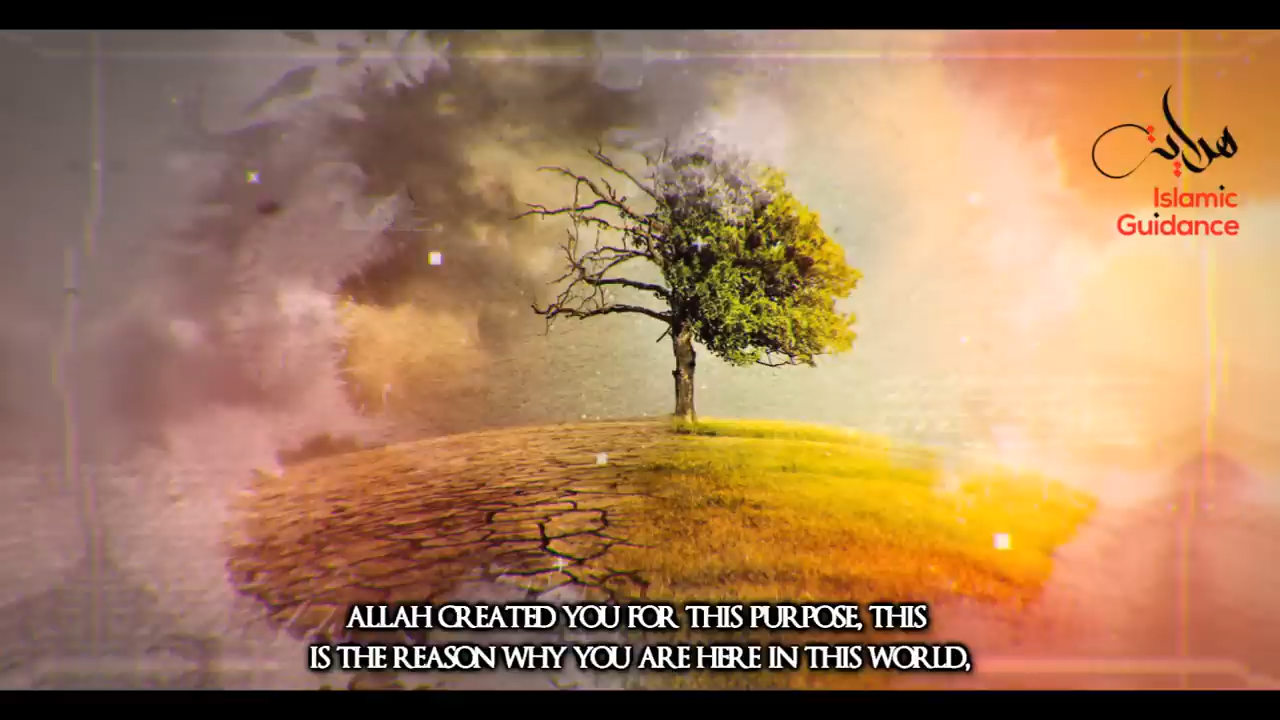 هداية
Islamic
Guidance
ALLAH CREATED YOU FOR THIS PURPOSE, THIS
IS THE REASON WHY YOU ARE HERE IN THIS WORLD,